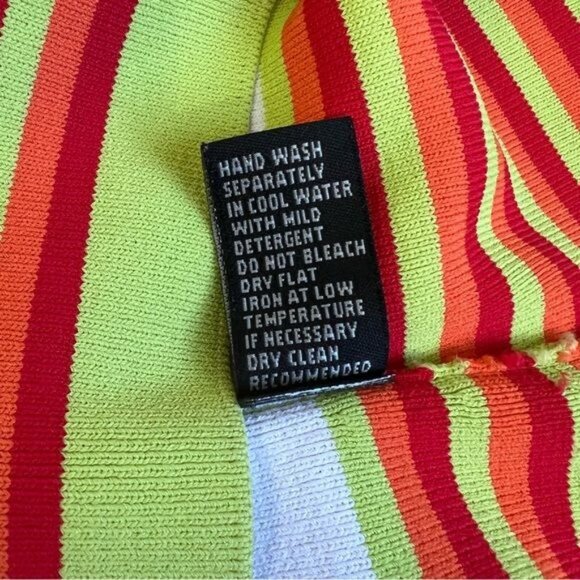 HAND WASH
SEPARATELY
IN COOL WATER
WITH MILD
DETERGENT
DO NOT BLEACH
DRY FLAT
IRON AT LOW
TEMPERATURE
IF NECESSARY
DRY CLEAN
RECOMMENDED